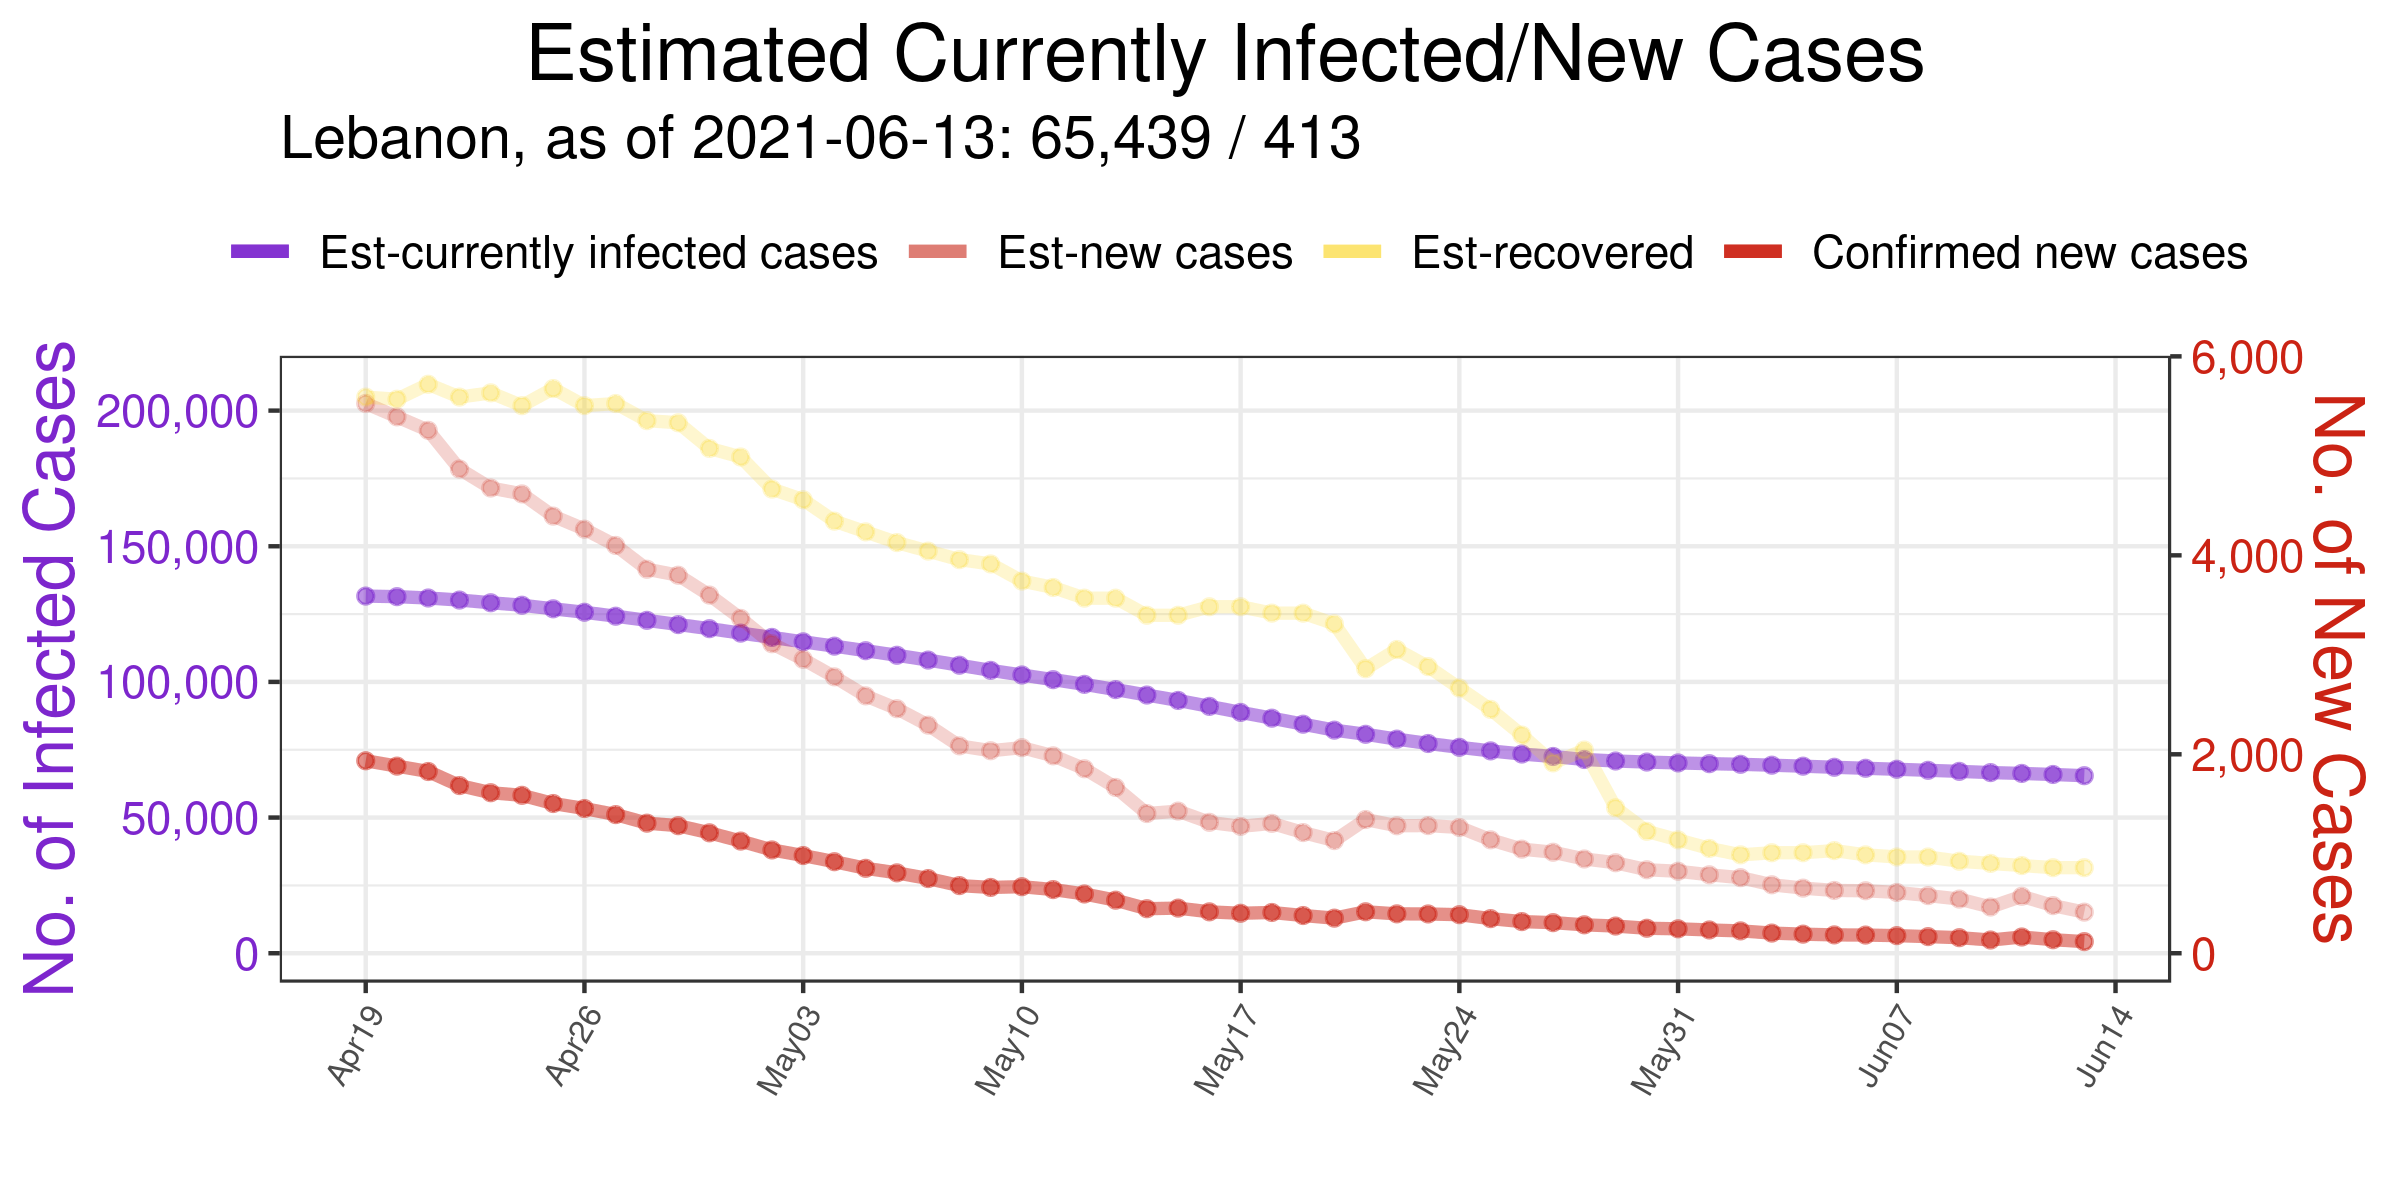 Estimated Currently Infected/New Cases
Lebanon, as of 2021-06-13: 65,439 / 413
Est-currently infected cases Est-new cases Est-recovered Confirmed new cases
No. of Infected Cases
200,000
150,000
100,000
50,000
0
6,000
4,000
2,000
0
No. of New Cases
Apr19 Apr26 May03 May10 May17 May24 May31 Jun07 Jun14